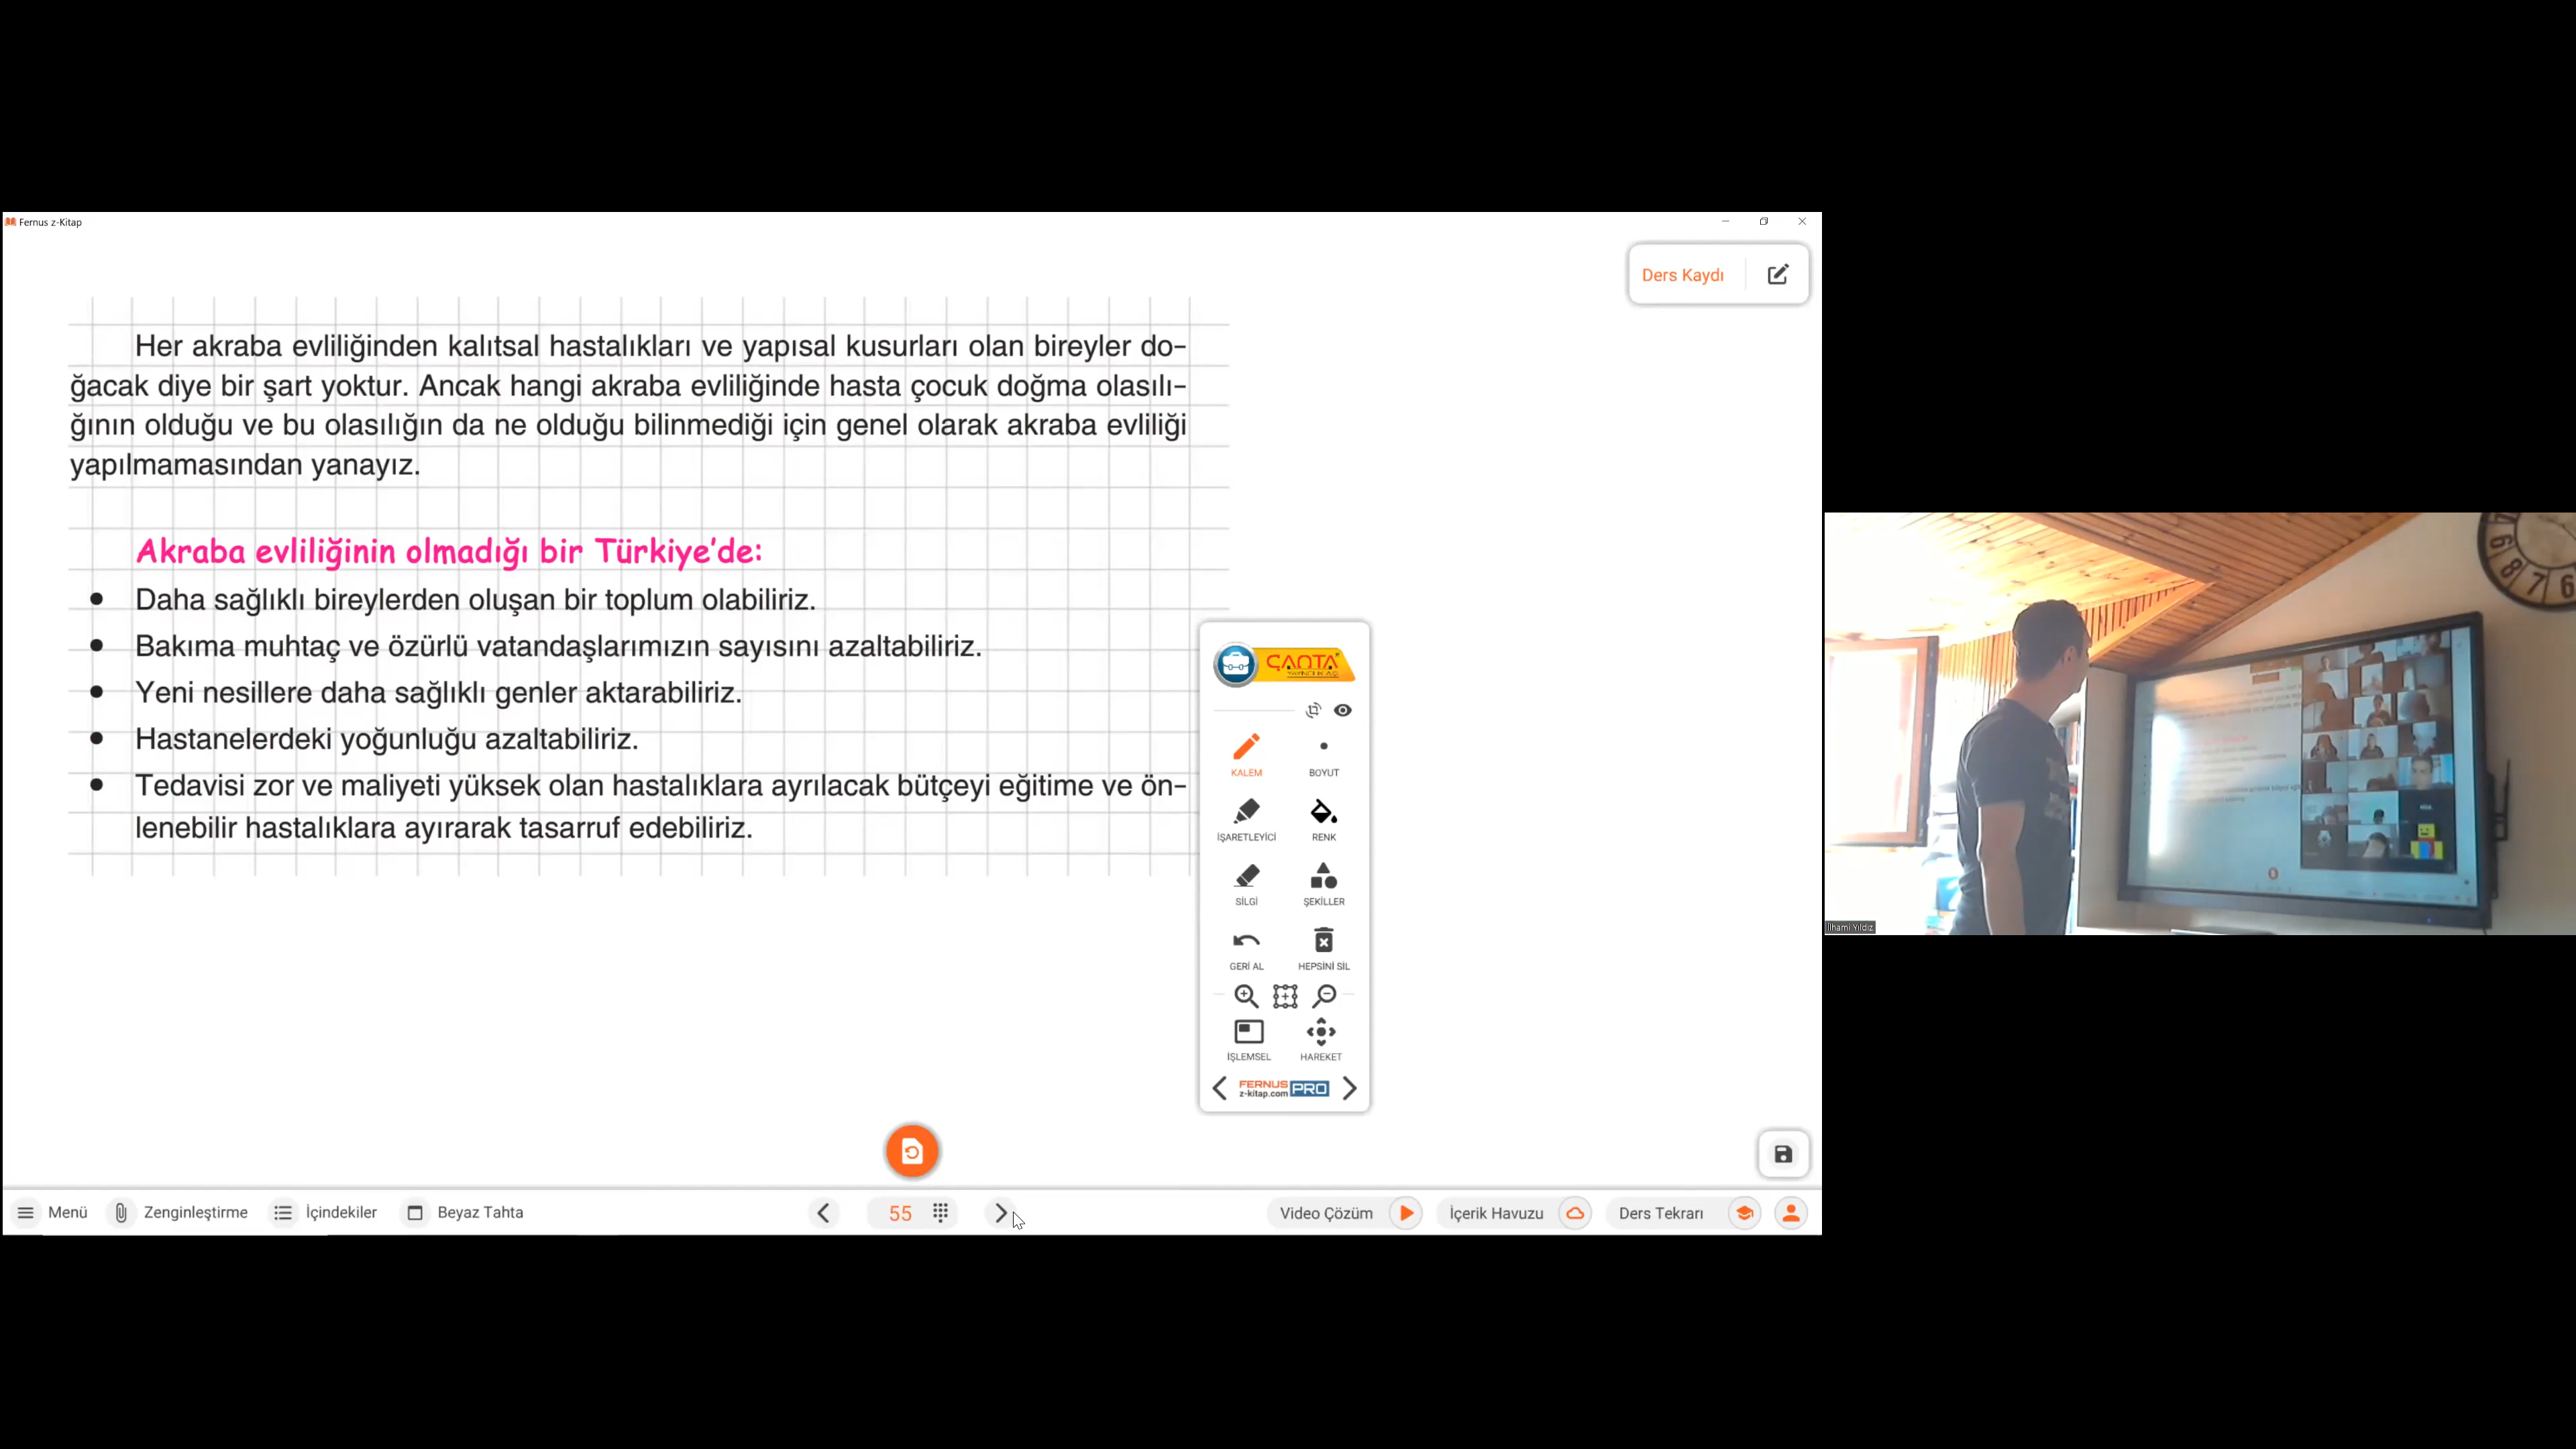 Fernus z-Kitap
Ders Kaydı
Her akraba evliliğinden kalıtsal hastalıkları ve yapısal kusurları olan bireyler do-
ğacak diye bir şart yoktur. Ancak hangi akraba evliliğinde hasta çocuk doğma olasılı-
ğının olduğu ve bu olasılığın da ne olduğu bilinmediği için genel olarak akraba evliliği
yapılmamasından yanayız.
Akraba evliliğinin olmadığı bir Türkiye'de:
• Daha sağlıklı bireylerden oluşan bir toplum olabiliriz.
• Bakıma muhtaç ve özürlü vatandaşlarımızın sayısını azaltabiliriz.
• Yeni nesillere daha sağlıklı genler aktarabiliriz.
• Hastanelerdeki yoğunluğu azaltabiliriz.
• Tedavisi zor ve maliyeti yüksek olan hastalıklara ayrılacak bütçeyi eğitime ve ön-
lenebilir hastalıklara ayırarak tasarruf edebiliriz.
ÇANTA
KALEM BOYUT
İŞARETLEYİCİ RENK
SİLGİ ŞEKİLLER
GERİ AL HEPSİNİ SİL
İŞLEMSEL HAREKET
FERNUS PRO
z-kitap.com
Menü Zenginleştirme İçindekiler Beyaz Tahta 55 Video Çözüm İçerik Havuzu Ders Tekrarı
İlhami Yıldız
9 8 7 6